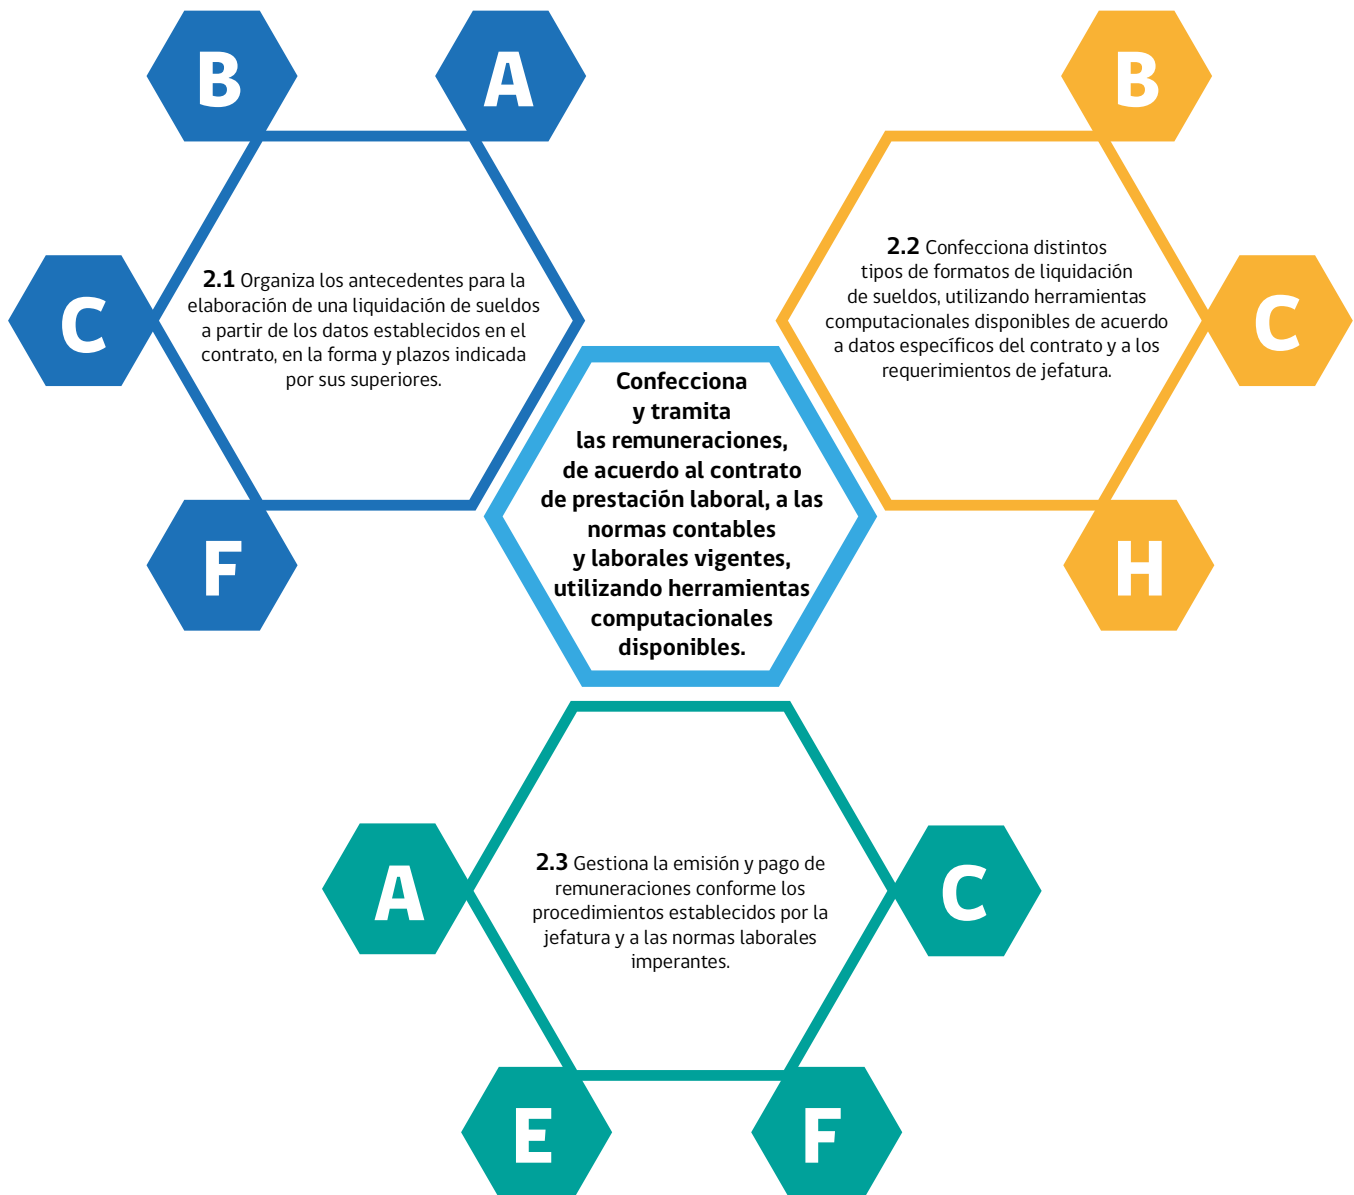 B
A
C
F
2.1 Organiza los antecedentes para la
elaboración de una liquidación de sueldos
a partir de los datos establecidos en el
contrato, en la forma y plazos indicada
por sus superiores.
B
C
H
2.2 Confecciona distintos
tipos de formatos de liquidación
de sueldos, utilizando herramientas
computacionales disponibles de acuerdo
a datos específicos del contrato y a los
requerimientos de jefatura.
Confecciona
y tramita
las remuneraciones,
de acuerdo al contrato
de prestación laboral, a las
normas contables
y laborales vigentes,
utilizando herramientas
computacionales
disponibles.
A
C
2.3 Gestiona la emisión y pago de
remuneraciones conforme los
procedimientos establecidos por la
jefatura y a las normas laborales
imperantes.
E
F